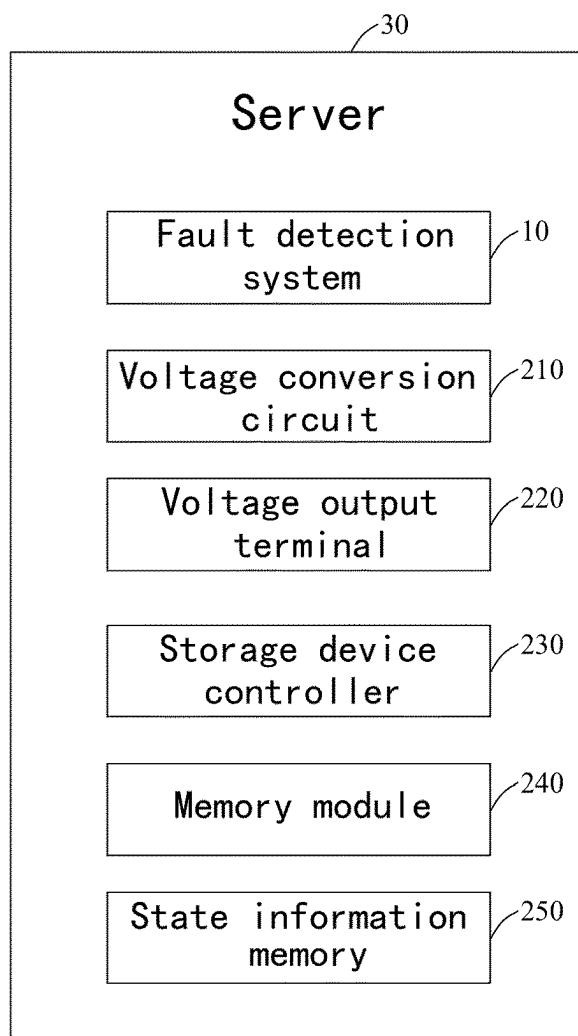 30
Server
Fault detection
system
10
Voltage conversion
circuit
210
Voltage output
terminal
220
Storage device
controller
230
Memory module
240
State information
memory
250